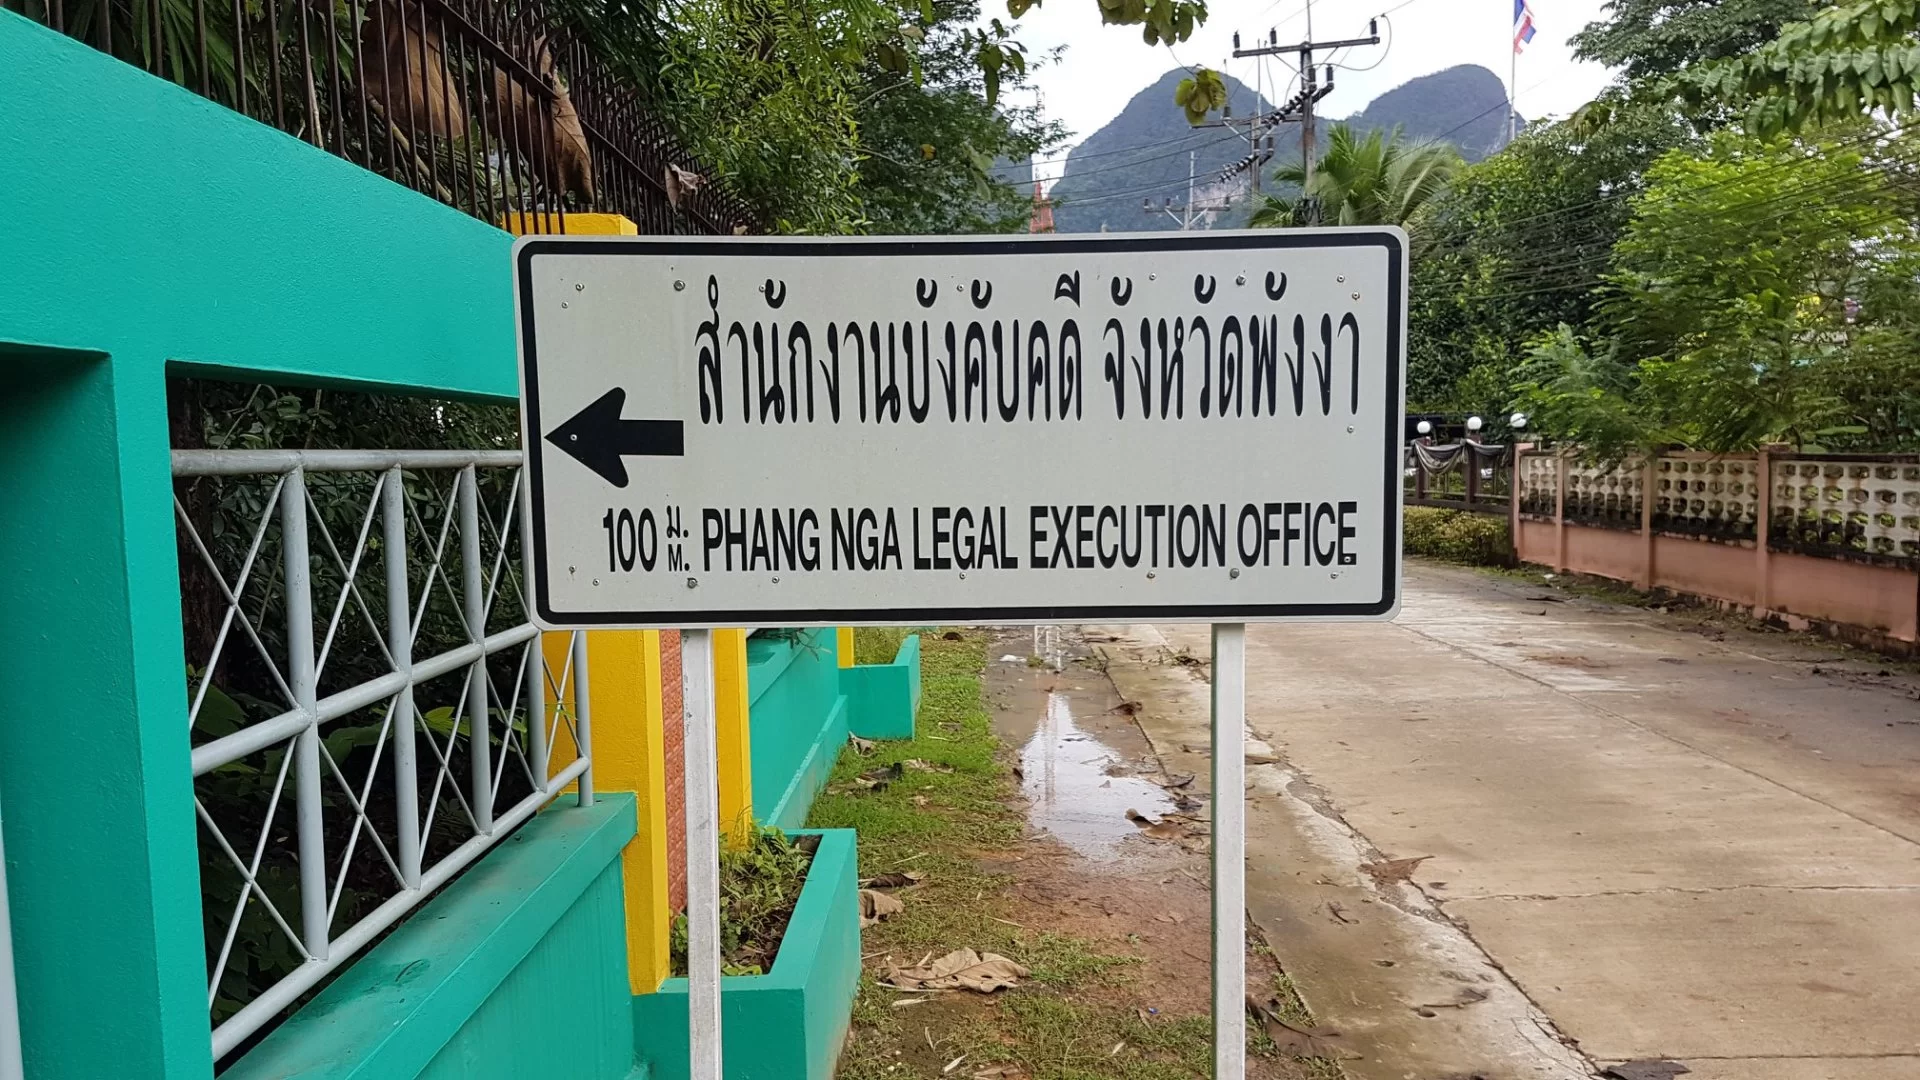 สำนักงานบังคับคดี จังหวัดพังงา
100 ม. M. PHANG NGA LEGAL EXECUTION OFFICE